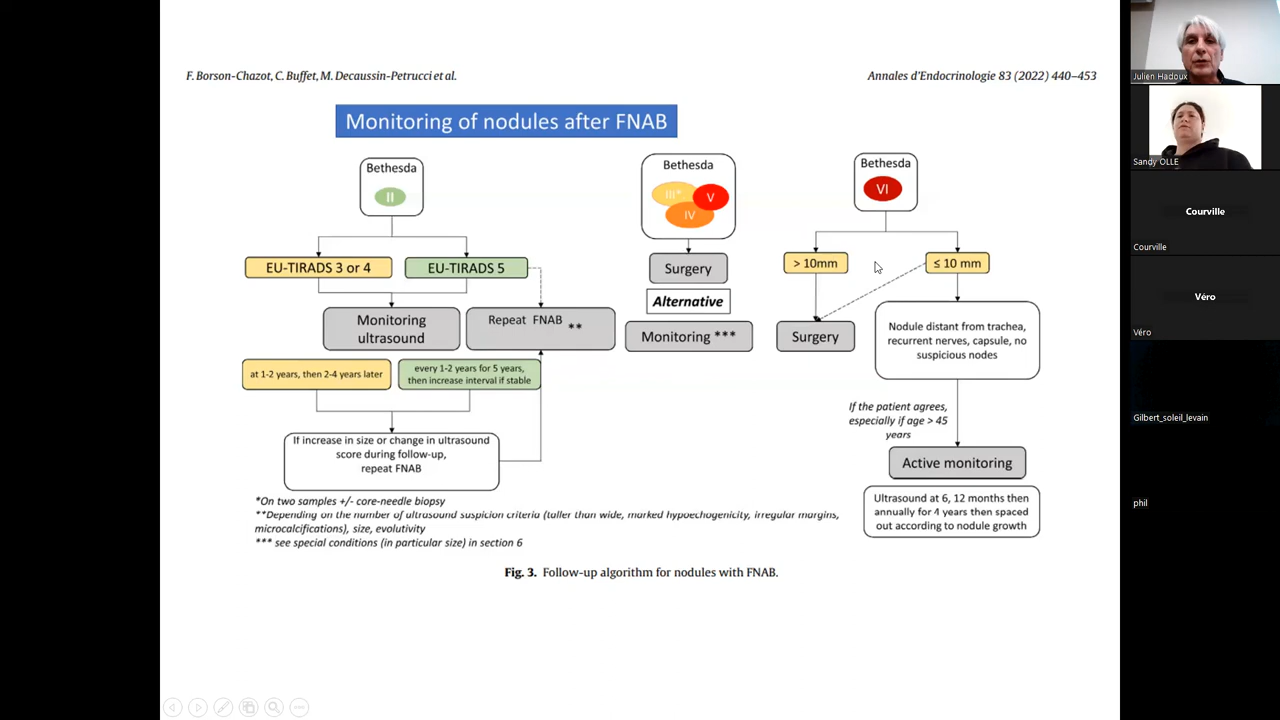 F. Borson-Chazot, C. Buffet, M. Decaussin-Petrucci et al.
Annales d'Endocrinologie 83 (2022) 440–453
Monitoring of nodules after FNAB
Bethesda
II
EU-TIRADS 3 or 4
EU-TIRADS 5
Monitoring
ultrasound
Repeat FNAB
**
at 1-2 years, then 2-4 years later
every 1-2 years for 5 years,
then increase interval if stable
If increase in size or change in ultrasound
score during follow-up,
repeat FNAB
Bethesda
III*
V
IV
Surgery
Alternative
Monitoring ***
Bethesda
VI
> 10mm
≤ 10 mm
Surgery
Nodule distant from trachea,
recurrent nerves, capsule, no
suspicious nodes
If the patient agrees,
especially if age > 45
years
Active monitoring
Ultrasound at 6, 12 months then
annually for 4 years then spaced
out according to nodule growth
*On two samples +/- core-needle biopsy
**Depending on the number of ultrasound suspicion criteria (taller than wide, marked hypoechogenicity, irregular margins,
microcalcifications), size, evolutivity
*** see special conditions (in particular size) in section 6
Fig. 3. Follow-up algorithm for nodules with FNAB.
Julien Hadoux
Sandy OLLE
Courville
Courville
Véro
Véro
Gilbert_soleil_levain
phil